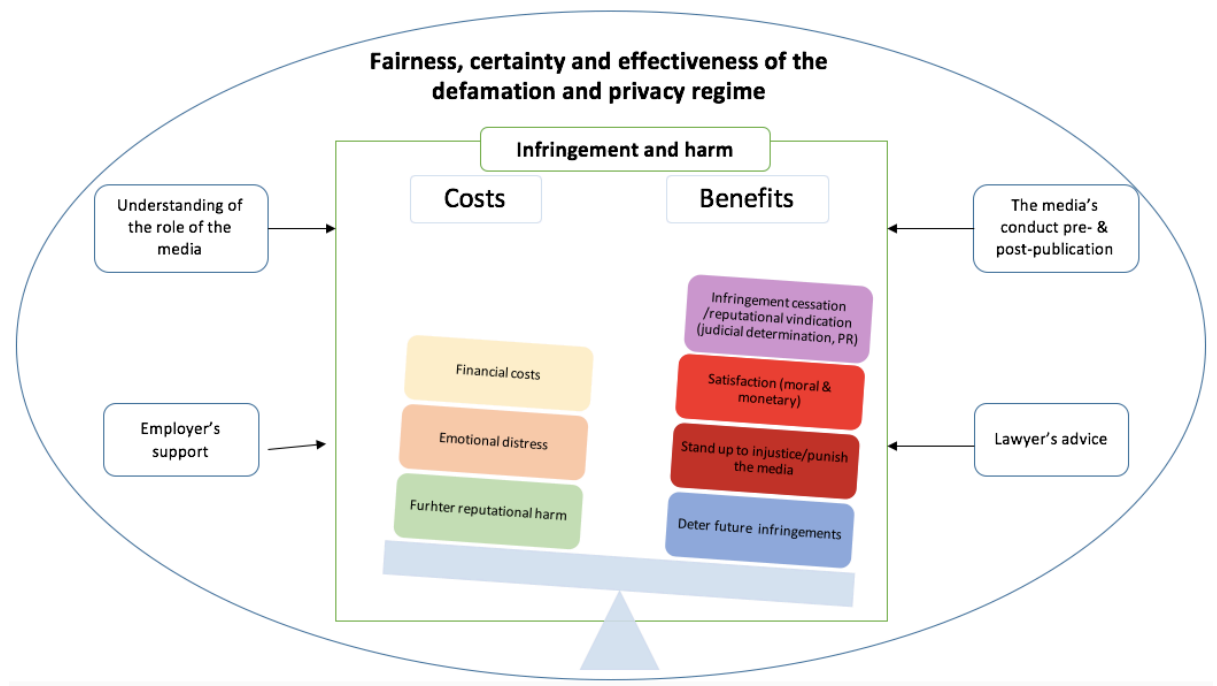 Fairness, certainty and effectiveness of the
defamation and privacy regime
Infringement and harm
Costs
Benefits
Understanding of
the role of the
media
The media's
conduct pre- &
post-publication
Infringement cessation
/reputational vindication
(judicial determination, PR)
Financial costs
Satisfaction (moral &
monetary)
Employer's
support
Emotional distress
Stand up to injustice/punish
the media
Lawyer's advice
Furhter reputational harm
Deter future infringements